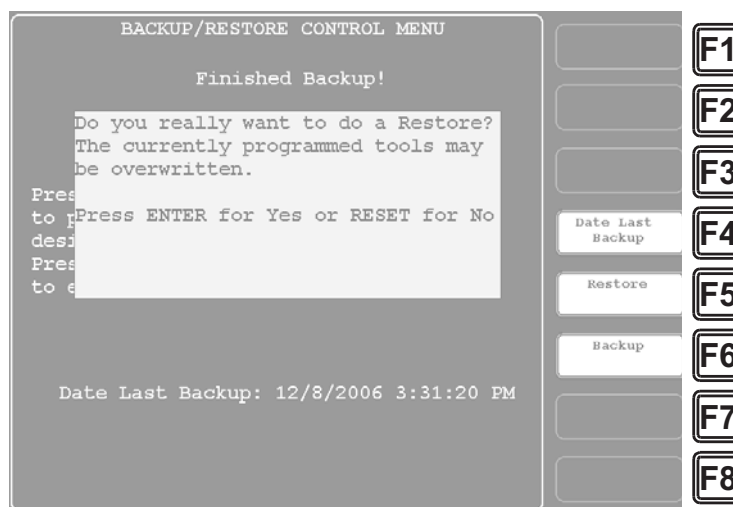 BACKUP/RESTORE CONTROL MENU
Finished Backup!
Do you really want to do a Restore?
The currently programmed tools may
be overwritten.
Pres
to p
Press ENTER for Yes or RESET for No
desi
Pres
to e
Date Last Backup: 12/8/2006 3:31:20 PM
Date Last
Backup
Restore
Backup
F1
F2
F3
F4
F5
F6
F7
F8